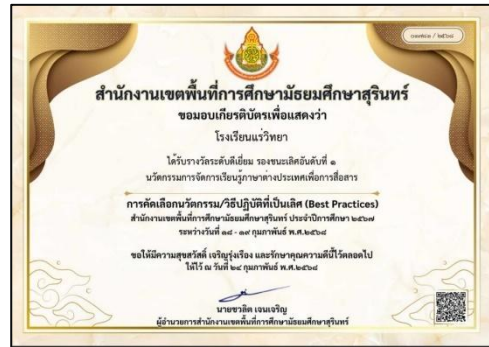 สำนักงานเขตพื้นที่การศึกษามัธยมศึกษาสุรินทร์
ขอมอบเกียรติบัตรเพื่อแสดงว่า
โรงเรียนแร่วิทยา
ได้รับรางวัลระดับดีเยี่ยม รองชนะเลิศอันดับที่ ๑
นวัตกรรมการจัดการเรียนรู้ภาษาต่างประเทศเพื่อการสื่อสาร
การคัดเลือกนวัตกรรม/วิธีปฏิบัติที่เป็นเลิศ (Best Practices)
สำนักงานเขตพื้นที่การศึกษามัธยมศึกษาสุรินทร์ ประจำปีการศึกษา ๒๕๖๗
ระหว่างวันที่ ๑๘ - ๑๙ กุมภาพันธ์ พ.ศ.๒๕๖๘
ขอให้มีความสุขสวัสดิ์ เจริญรุ่งเรือง และรักษาคุณความดีนี้ไว้ตลอดไป
ให้ไว้ ณ วันที่ ๒๔ กุมภาพันธ์ พ.ศ.๒๕๖๘
นายชวลิต เจนเจริญ
ผู้อำนวยการสำนักงานเขตพื้นที่การศึกษามัธยมศึกษาสุรินทร์